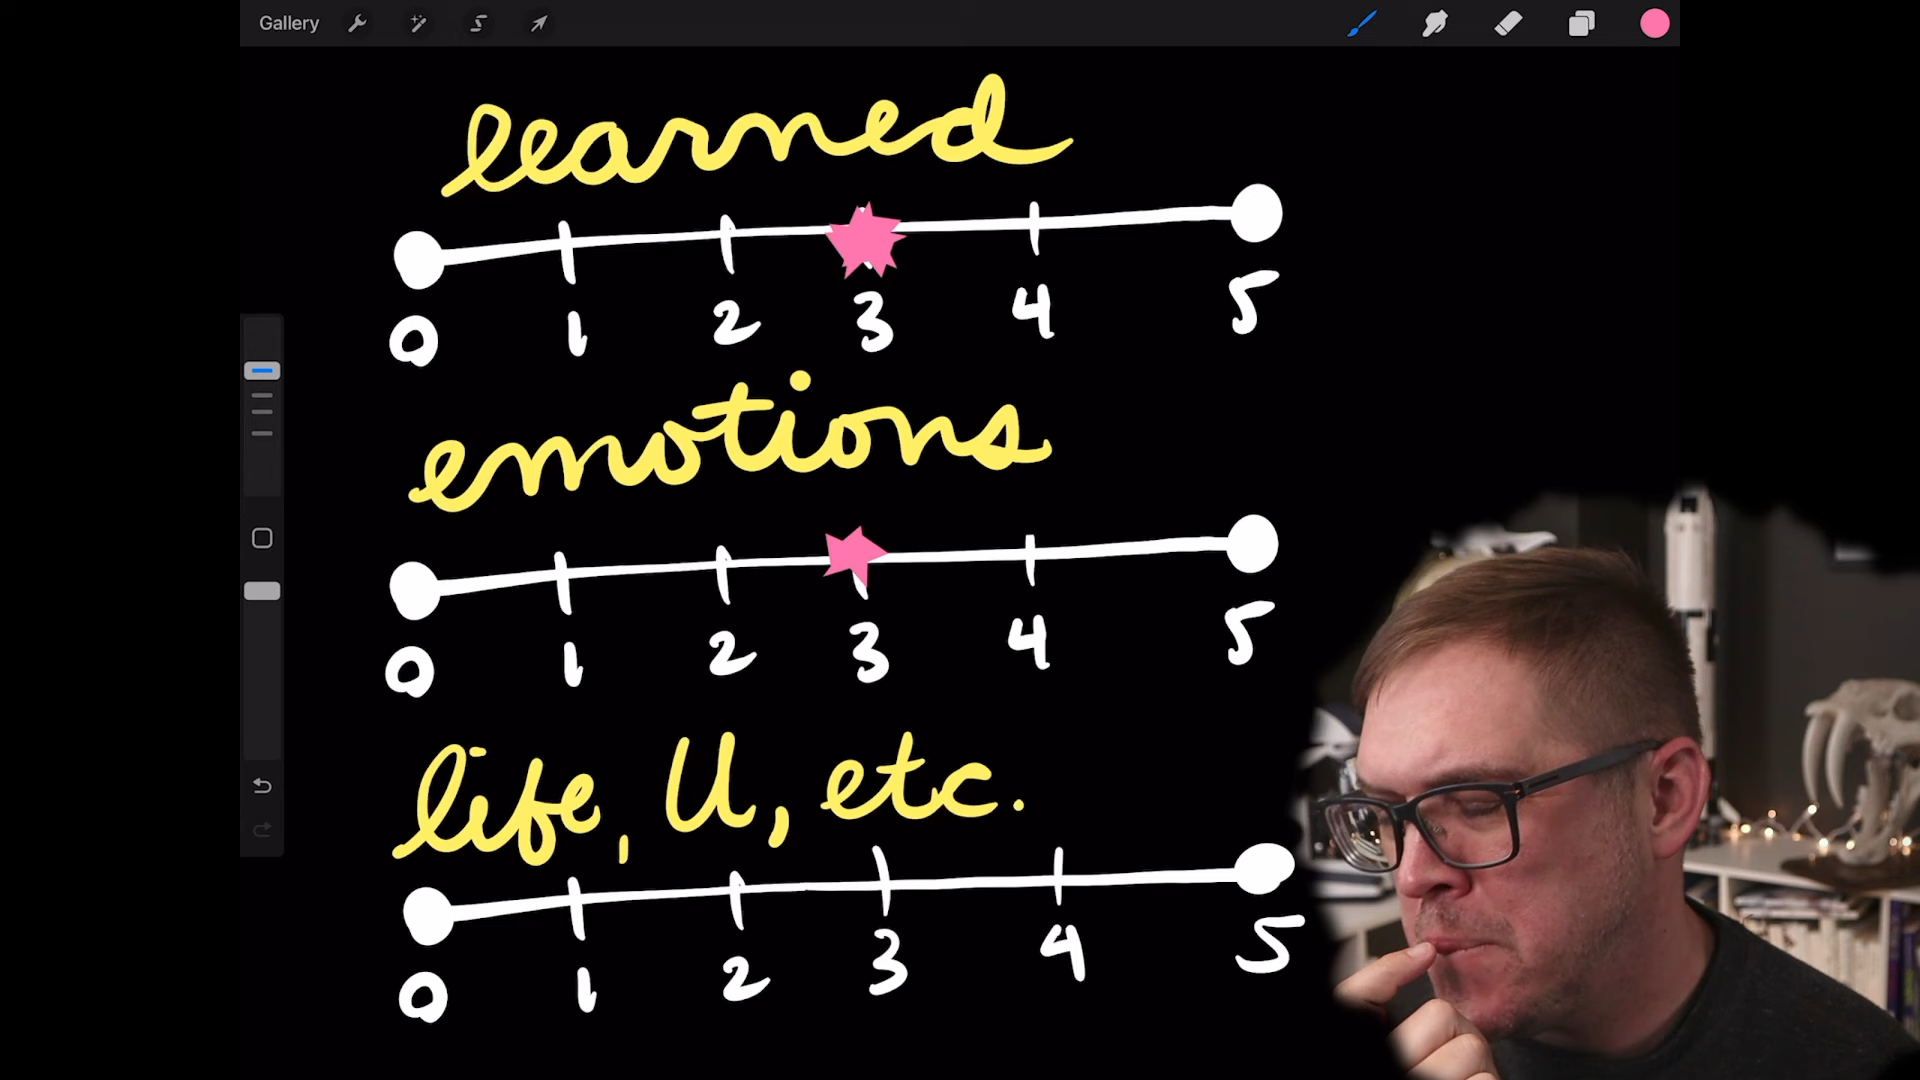 Gallery
learned
0 1 2 3 4 5
emotions
0 1 2 3 4 5
life, U, etc.
0 1 2 3 4 5